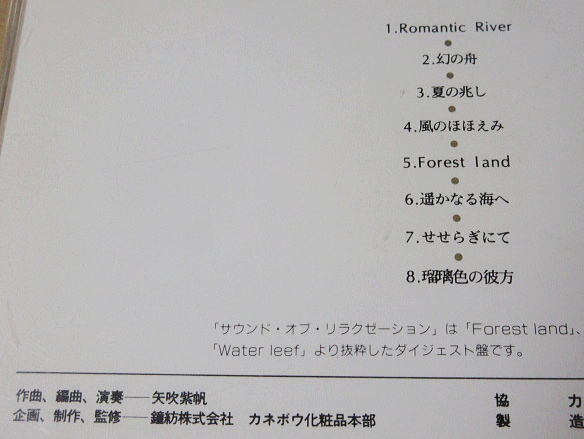 1.Romantic River
2.幻の舟
3.夏の兆し
4.風のほほえみ
5.Forest land
6.遥かなる海へ
7.せせらぎにて
8.瑠璃色の彼方
「サウンド・オブ・リラクゼーション」は「Forest land」、
「Water leef」より抜粋したダイジェスト盤です。
作曲、編曲、演奏──矢吹紫帆
企画、制作、監修──鐘紡株式会社 カネボウ化粧品本部
協 力
製 造